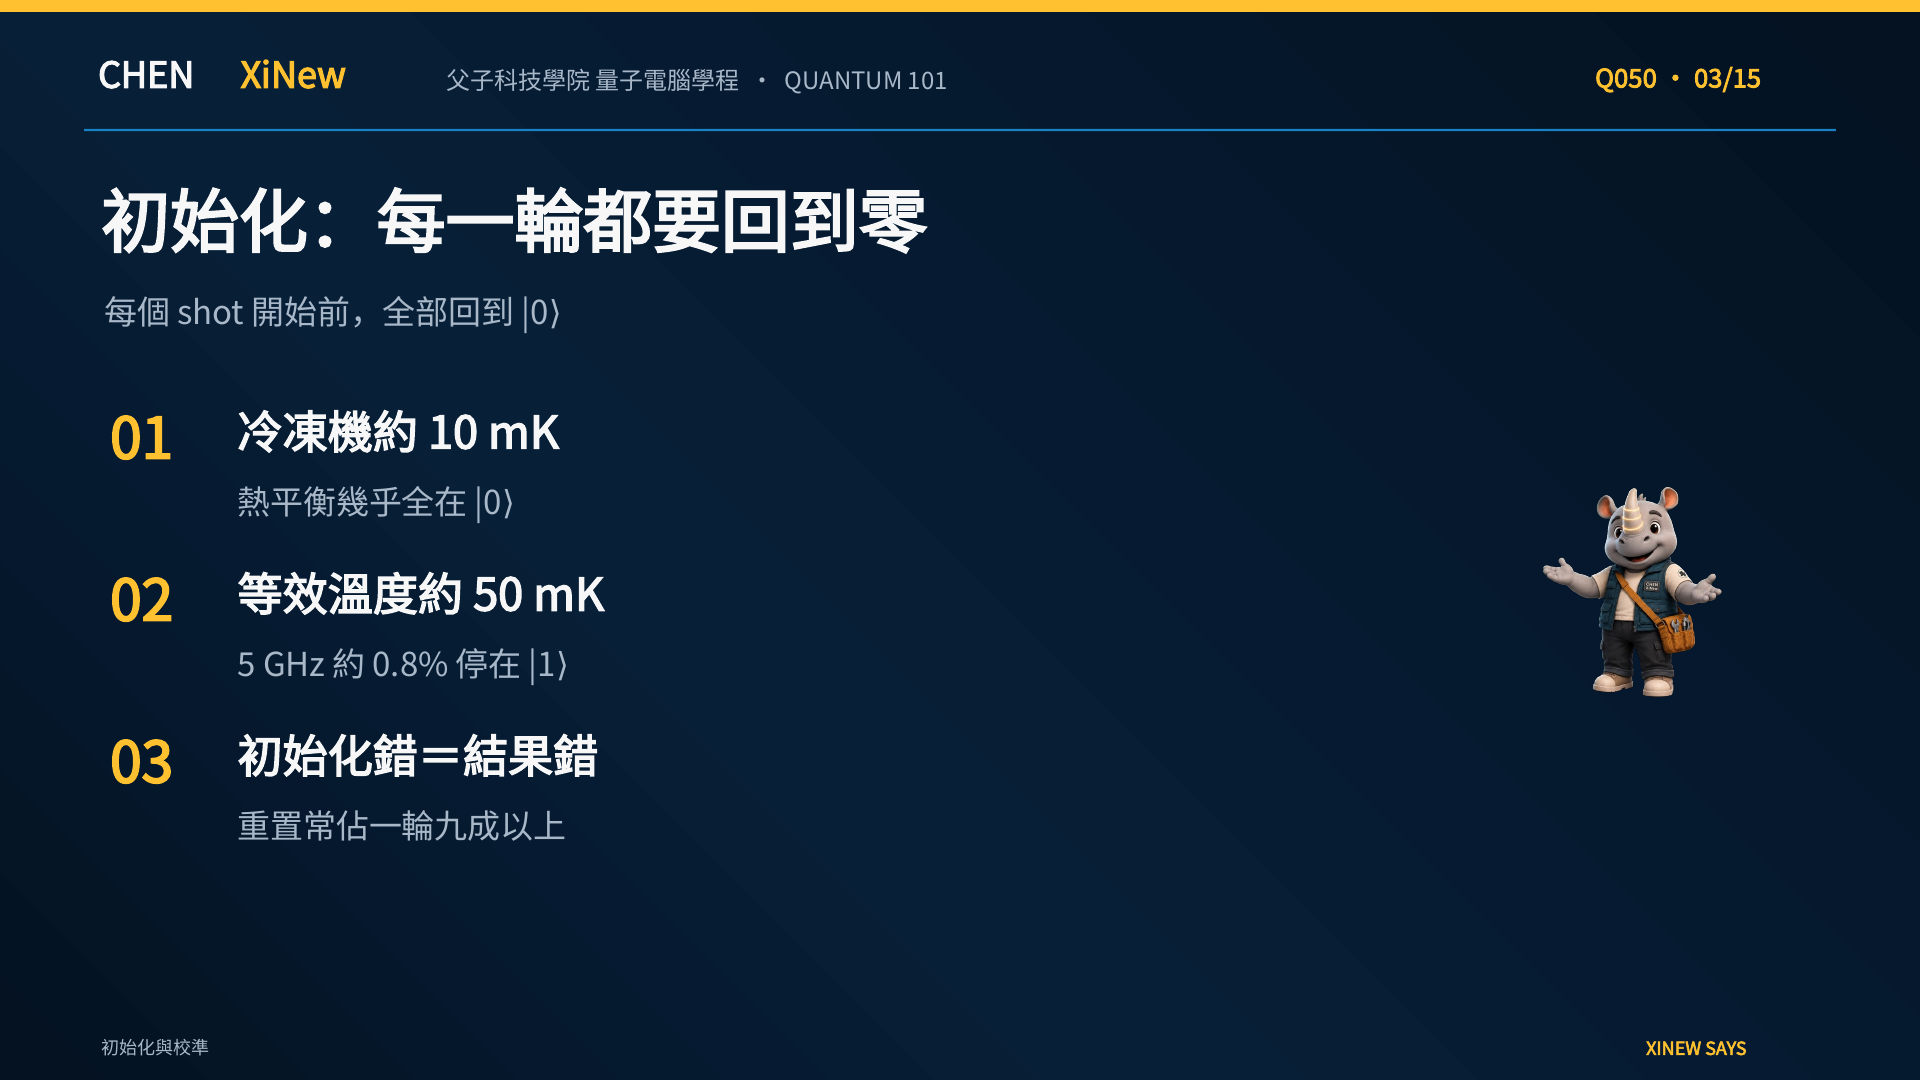 CHEN XiNew 父子科技學院 量子電腦學程 · QUANTUM 101 Q050 · 03/15
初始化：每一輪都要回到零
每個 shot 開始前，全部回到 |0⟩
01 冷凍機約 10 mK
熱平衡幾乎全在 |0⟩
02 等效溫度約 50 mK
5 GHz 約 0.8% 停在 |1⟩
03 初始化錯＝結果錯
重置常佔一輪九成以上
初始化與校準 XINEW SAYS